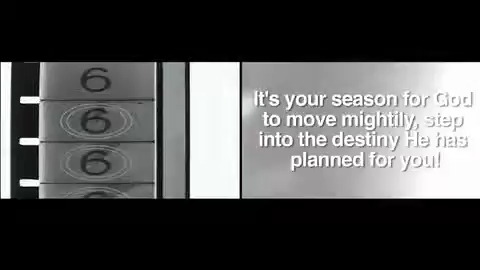 6
6
6
6
It's your season for God
to move mightily, step
into the destiny He has
planned for you!